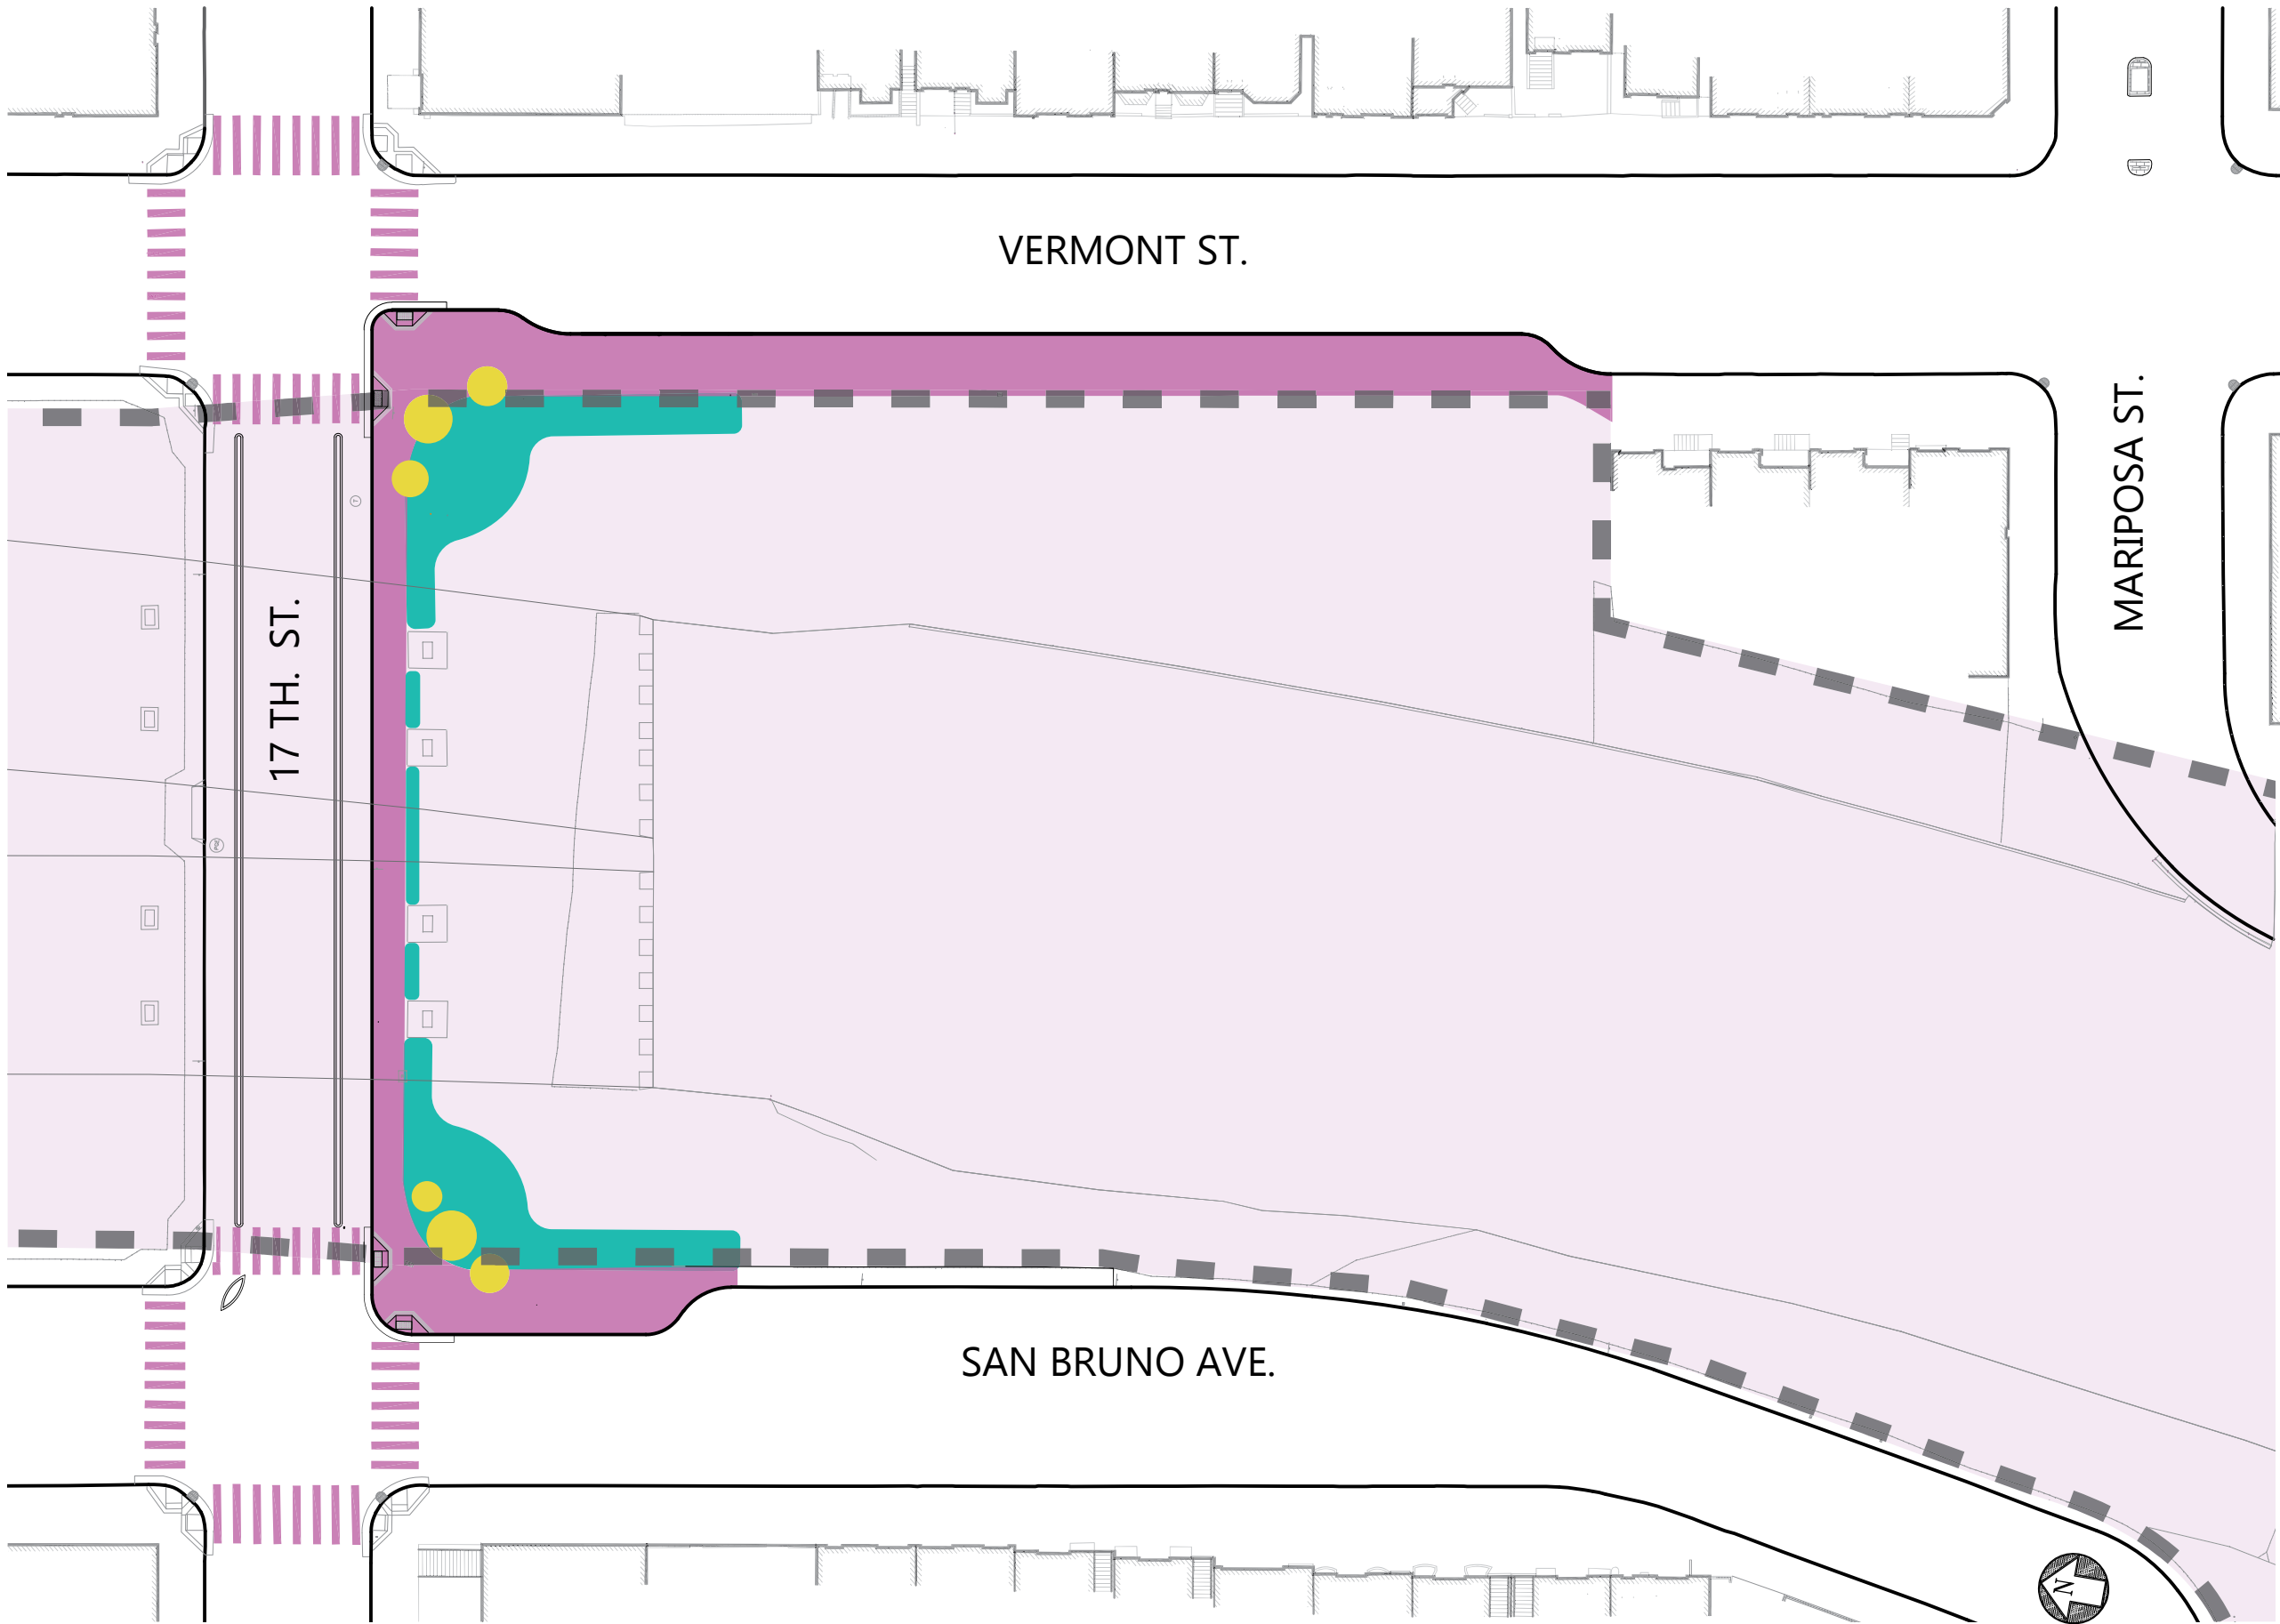 VERMONT ST.
MARIPOSA ST.
17 TH. ST.
SAN BRUNO AVE.
N